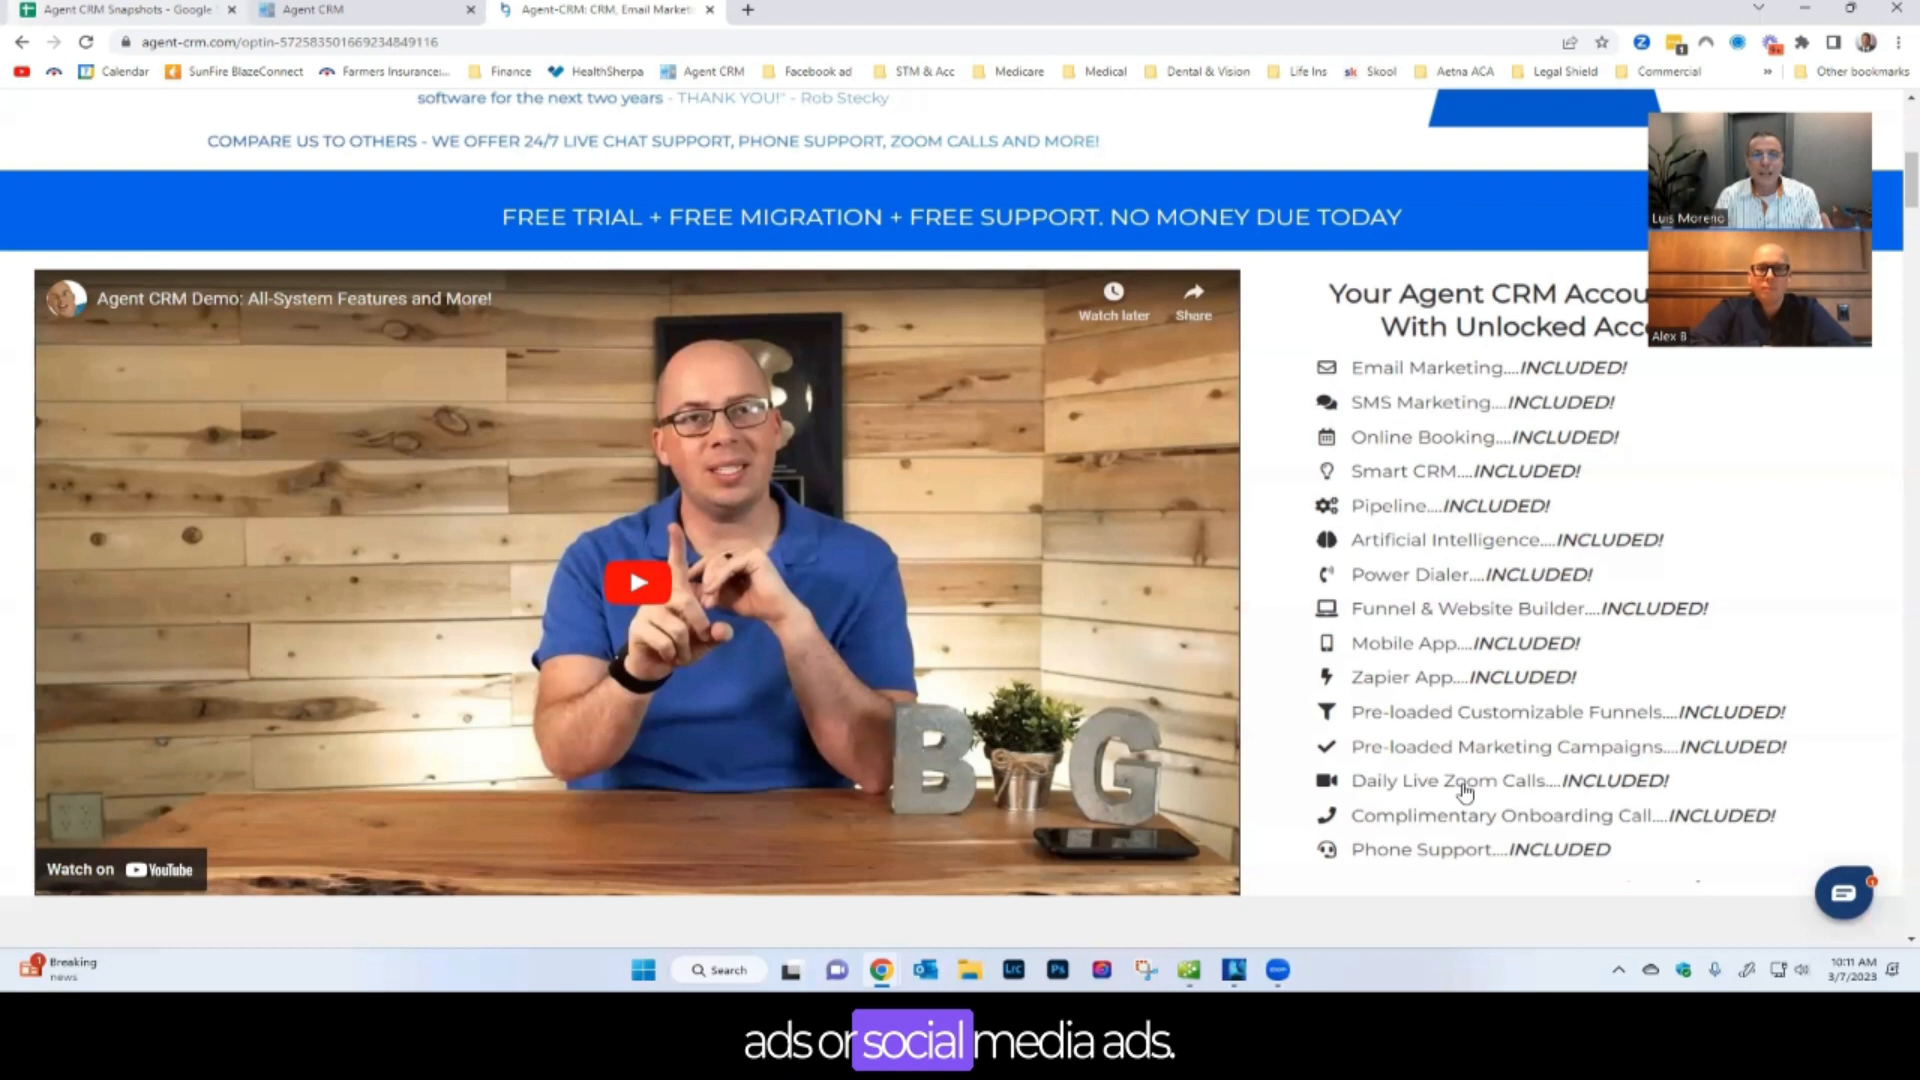 Agent CRM Snapshots - Google
Agent CRM
Agent-CRM: CRM, Email Market
agent-crm.com/optin-572583501669234849116
Calendar
SunFire BlazeConnect
Farmers Insurance:...
Finance
HealthSherpa
Agent CRM
Facebook ad
STM & Acc
Medicare
Medical
Dental & Vision
Life Ins
sk Skool
Aetna ACA
Legal Shield
Commercial
Other bookmarks
software for the next two years - THANK YOU!" - Rob Stecky
COMPARE US TO OTHERS - WE OFFER 24/7 LIVE CHAT SUPPORT, PHONE SUPPORT, ZOOM CALLS AND MORE!
FREE TRIAL + FREE MIGRATION + FREE SUPPORT. NO MONEY DUE TODAY
Luis Moreno
Alex B
Agent CRM Demo: All-System Features and More!
Watch later
Share
B G
Watch on YouTube
Your Agent CRM Accou
With Unlocked Acc
Email Marketing....INCLUDED!
SMS Marketing....INCLUDED!
Online Booking....INCLUDED!
Smart CRM....INCLUDED!
Pipeline....INCLUDED!
Artificial Intelligence....INCLUDED!
Power Dialer....INCLUDED!
Funnel & Website Builder....INCLUDED!
Mobile App....INCLUDED!
Zapier App....INCLUDED!
Pre-loaded Customizable Funnels....INCLUDED!
Pre-loaded Marketing Campaigns....INCLUDED!
Daily Live Zoom Calls....INCLUDED!
Complimentary Onboarding Call....INCLUDED!
Phone Support....INCLUDED
Breaking
news
Search
Lrc
Ps
10:11 AM
3/7/2023
ads or social media ads.